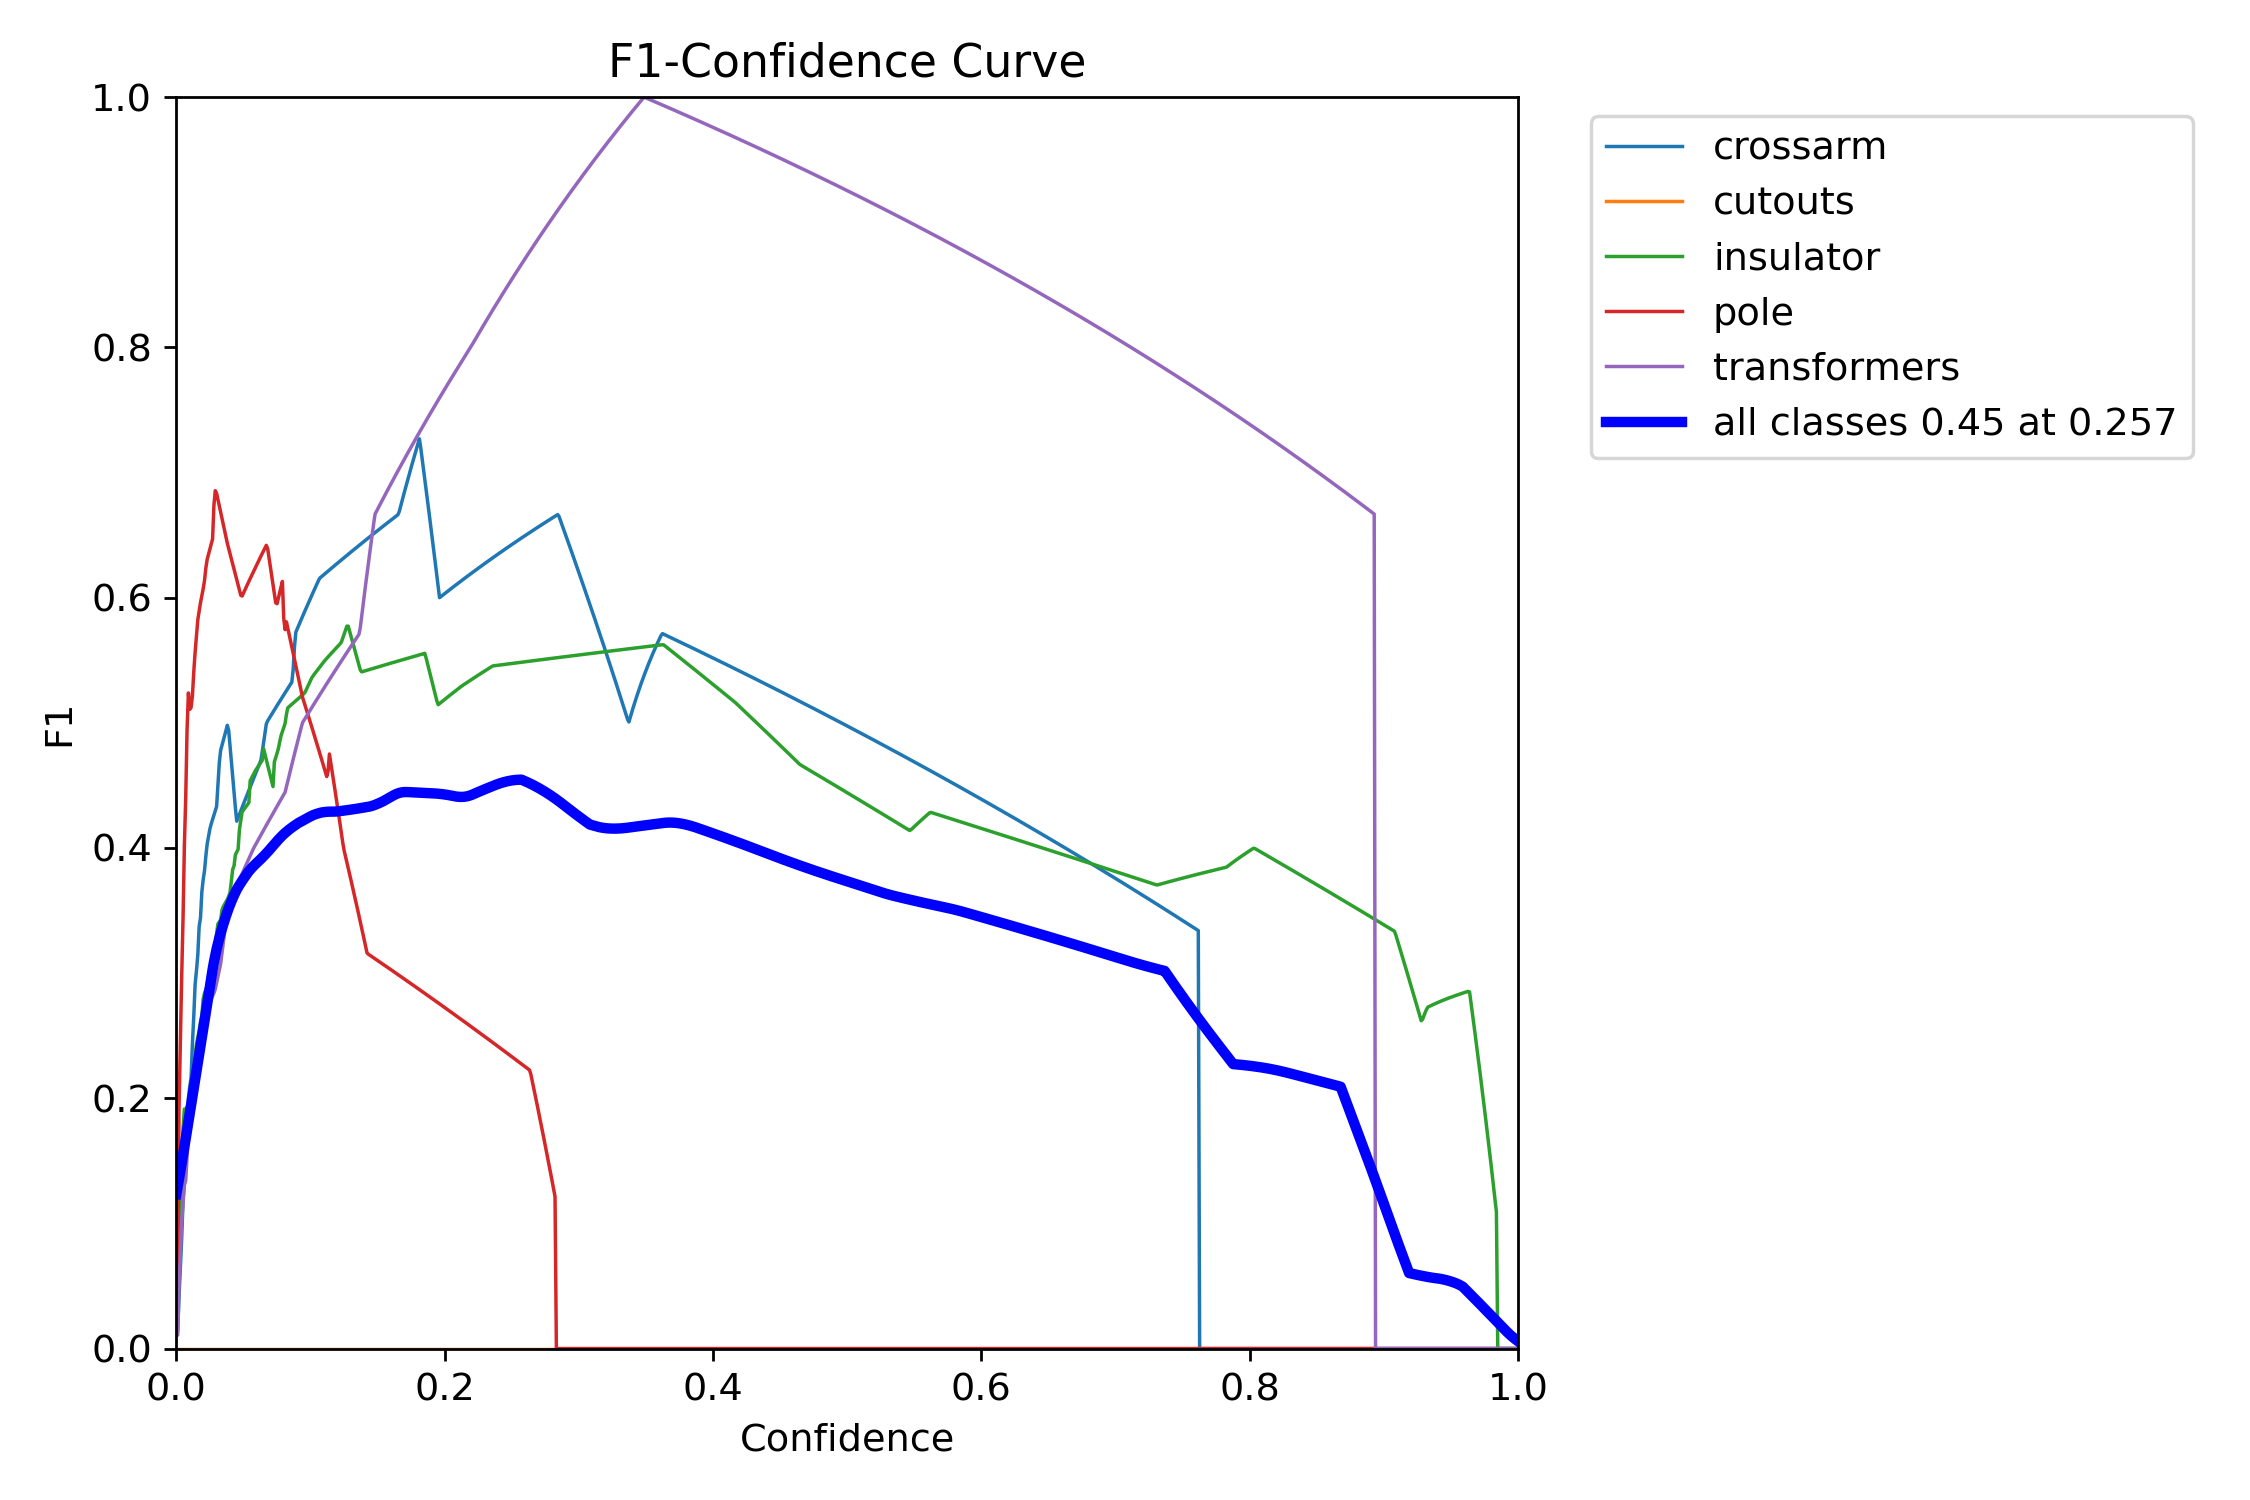 F1-Confidence Curve
1.0
0.8
0.6
0.4
0.2
0.0
F1
0.0 0.2 0.4 0.6 0.8 1.0
Confidence
crossarm
cutouts
insulator
pole
transformers
all classes 0.45 at 0.257